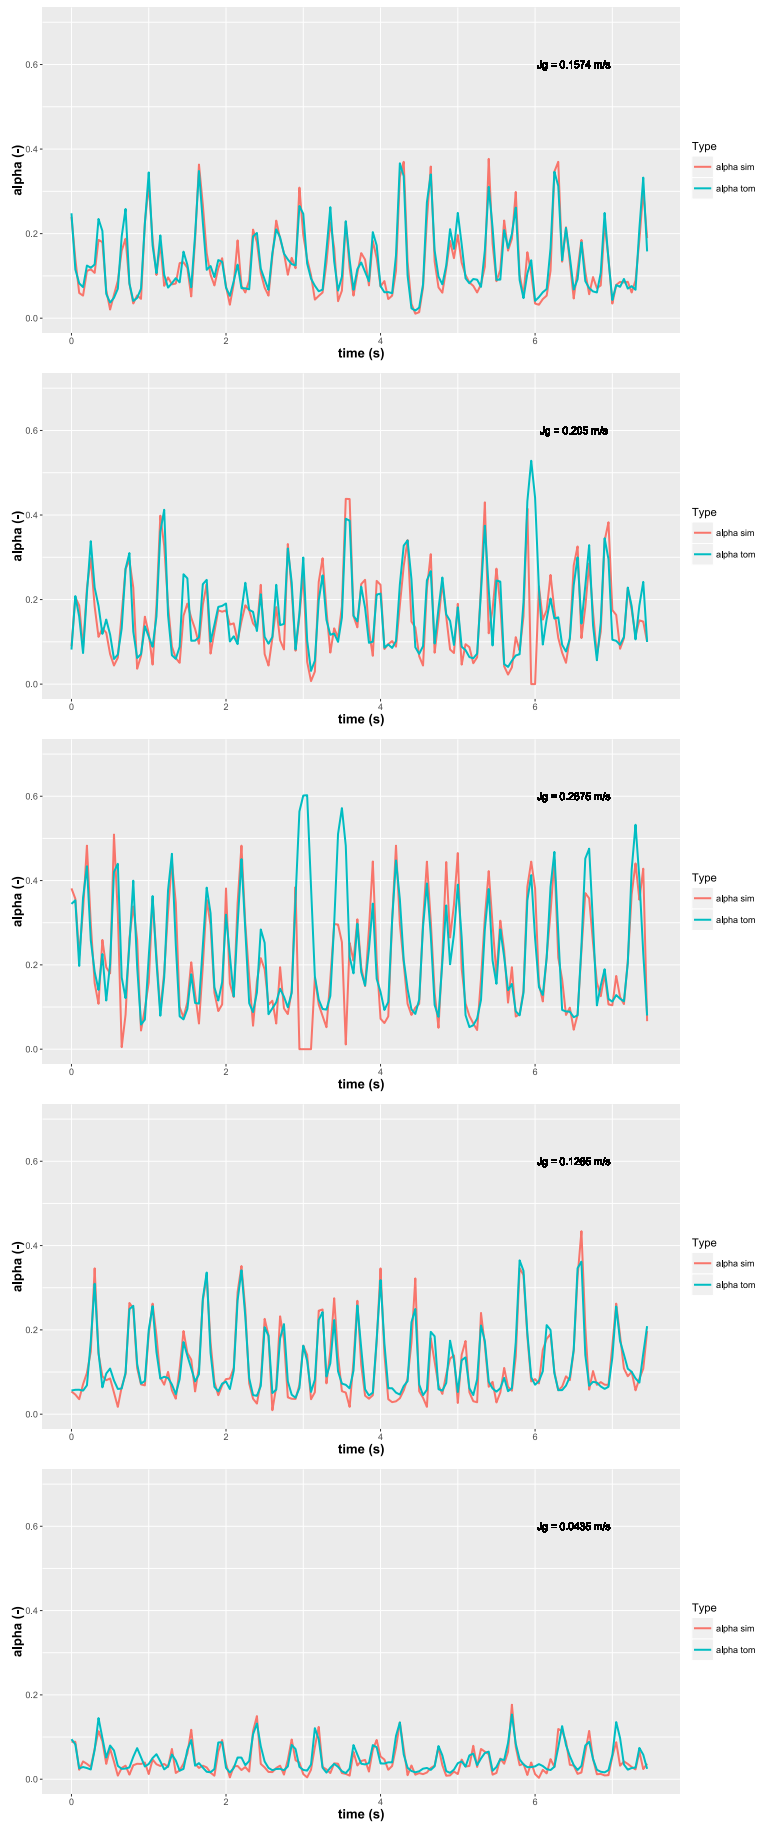 Jg = 0.1574 m/s
0.6
0.4
0.2
0.0
alpha (-)
0 2 4 6
time (s)
Type
alpha sim
alpha tom
Jg = 0.205 m/s
0.6
0.4
0.2
0.0
alpha (-)
0 2 4 6
time (s)
Type
alpha sim
alpha tom
Jg = 0.2675 m/s
0.6
0.4
0.2
0.0
alpha (-)
0 2 4 6
time (s)
Type
alpha sim
alpha tom
Jg = 0.1265 m/s
0.6
0.4
0.2
0.0
alpha (-)
0 2 4 6
time (s)
Type
alpha sim
alpha tom
Jg = 0.0435 m/s
0.6
0.4
0.2
0.0
alpha (-)
0 2 4 6
time (s)
Type
alpha sim
alpha tom